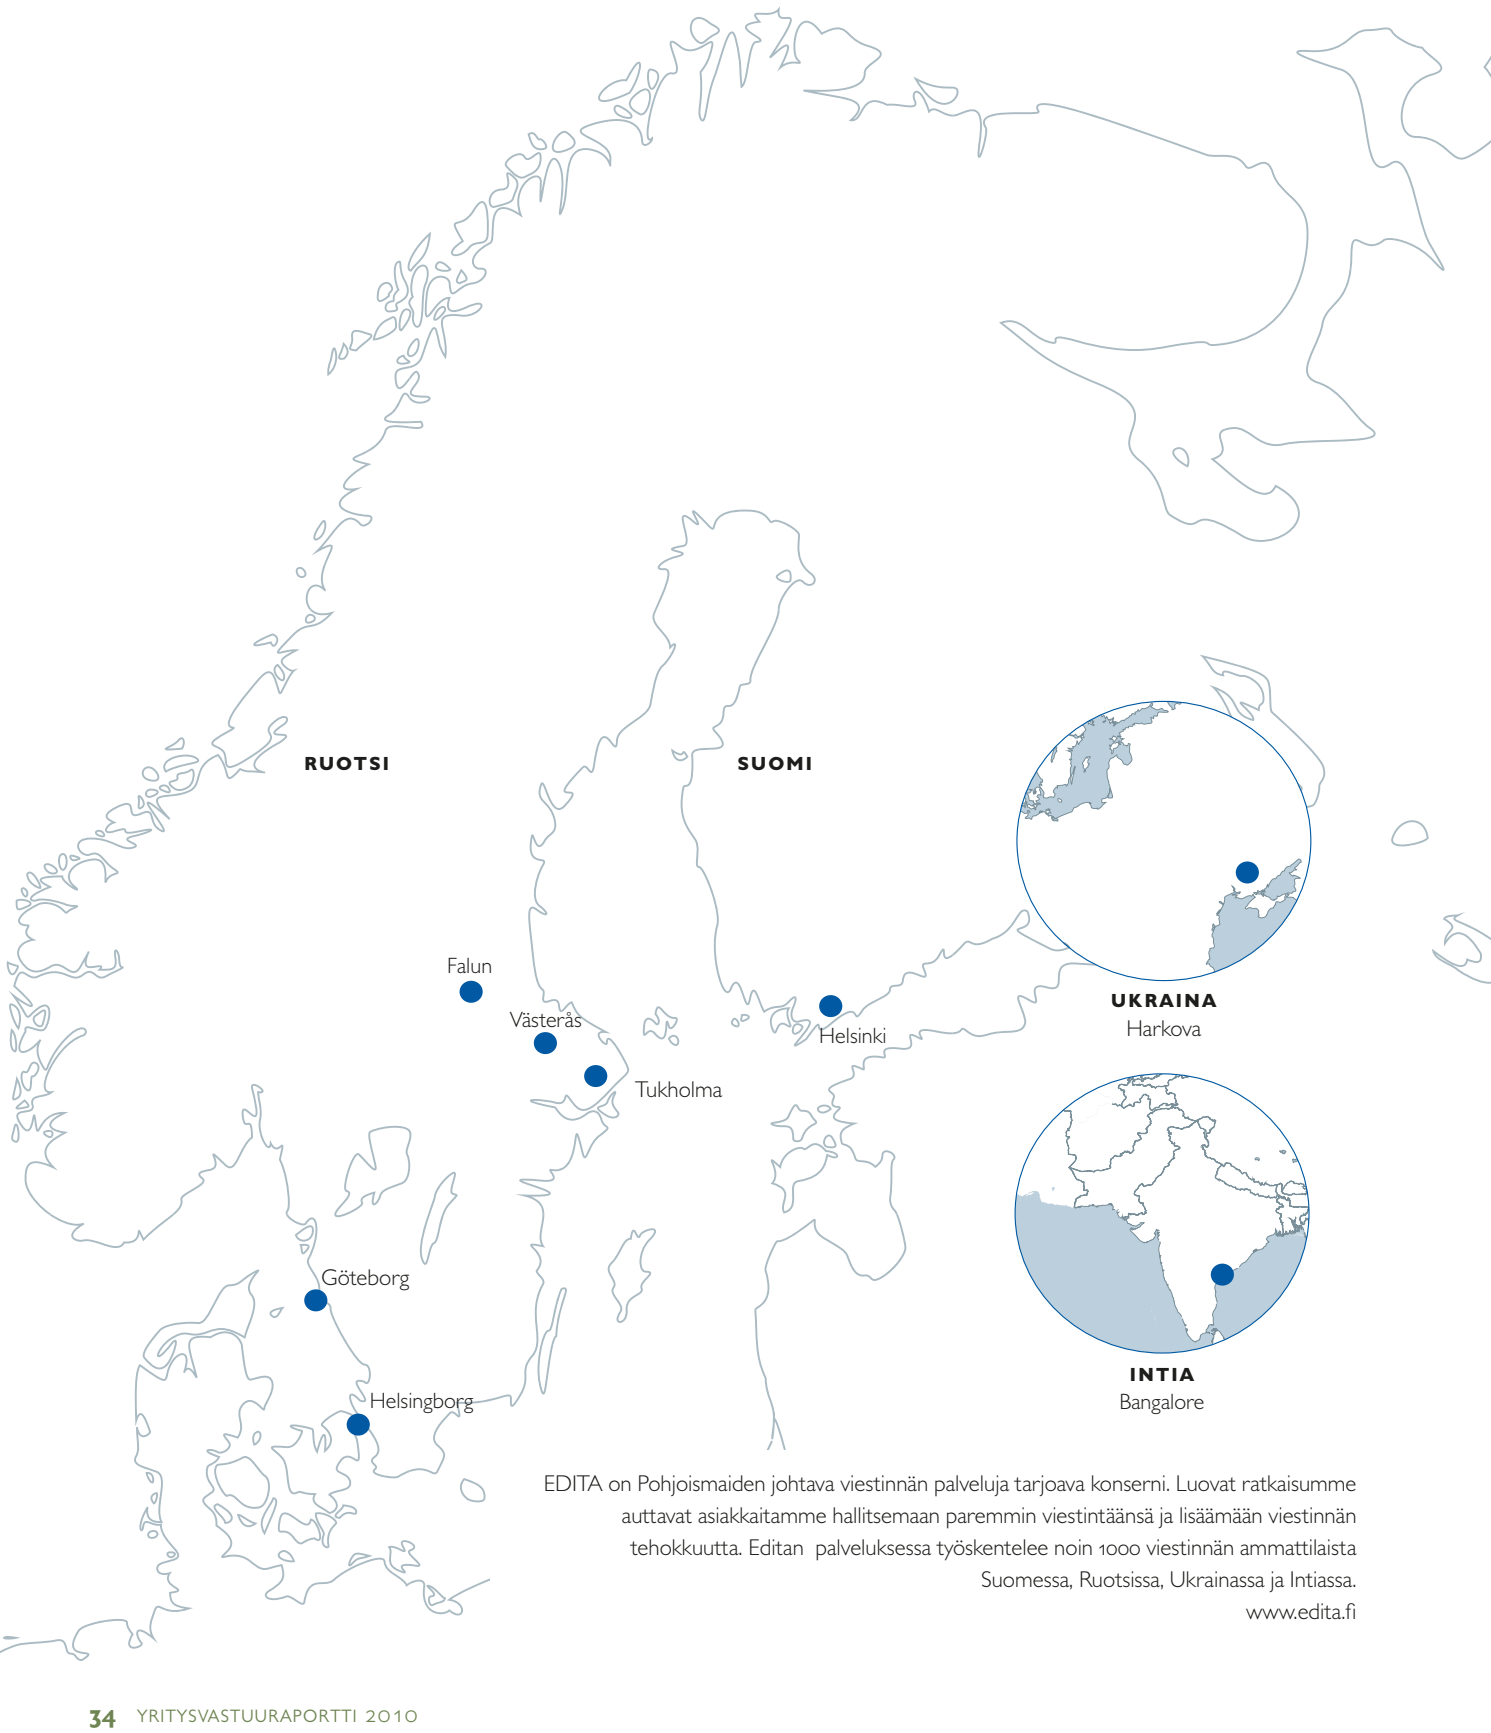 RUOTSI
SUOMI
Falun
Västerås
Helsinki
Tukholma
UKRAINA
Harkova
Göteborg
Helsingborg
INTIA
Bangalore
EDITA on Pohjoismaiden johtava viestinnän palveluja tarjoava konserni. Luovat ratkaisumme
auttavat asiakkaitamme hallitsemaan paremmin viestintäänsä ja lisäämään viestinnän
tehokkuutta. Editan palveluksessa työskentelee noin 1000 viestinnän ammattilaista
Suomessa, Ruotsissa, Ukrainassa ja Intiassa.
www.edita.fi
34 YRITYSVASTUURAPORTTI 2010